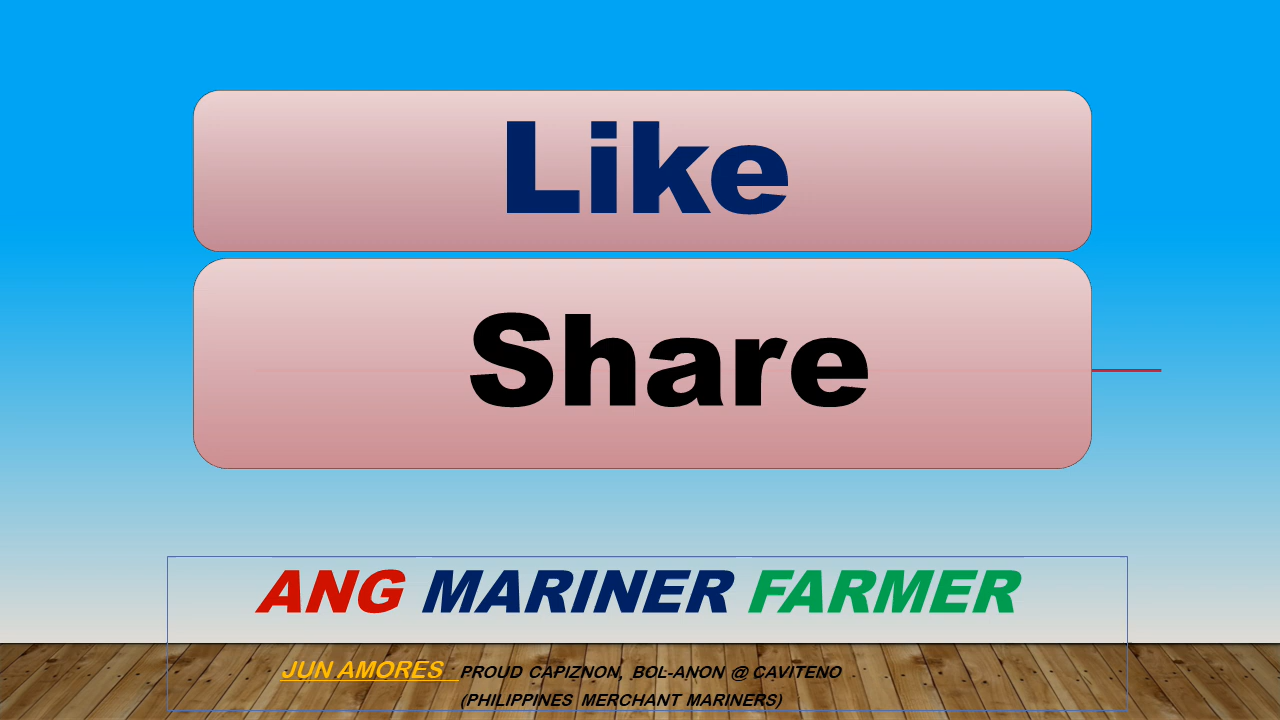 Like
Share
ANG MARINER FARMER
JUN AMORES PROUD CAPIZNON, BOL-ANON @ CAVITENO
(PHILIPPINES MERCHANT MARINERS)